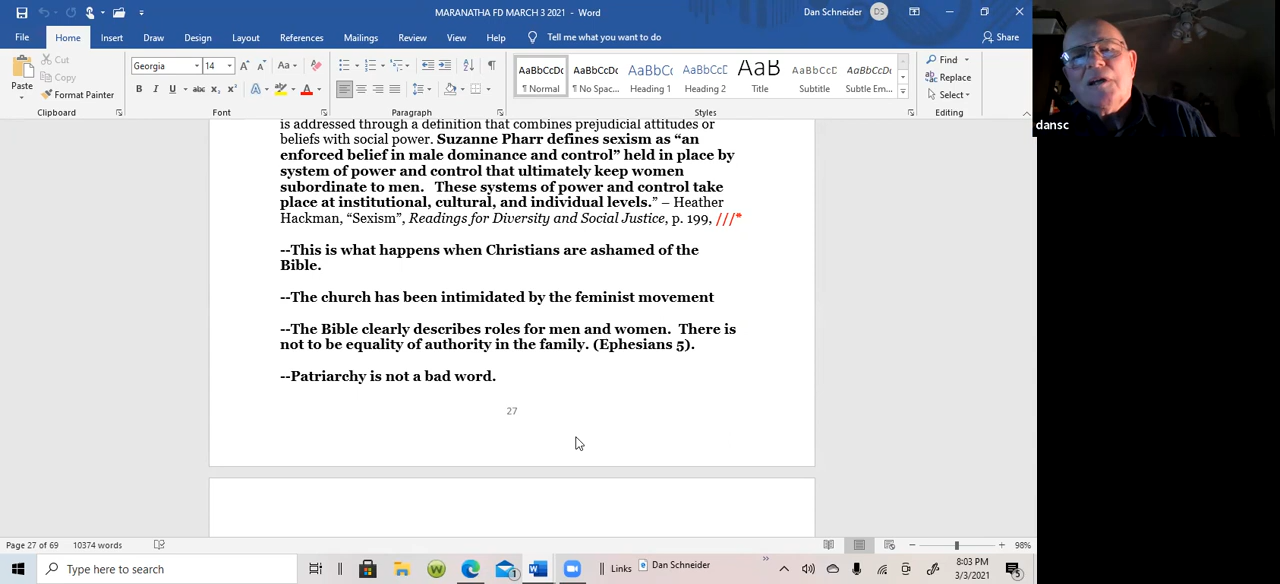 MARANATHA FD MARCH 3 2021 - Word
Dan Schneider DS
File Home Insert Draw Design Layout References Mailings Review View Help Tell me what you want to do Share
Paste
Cut
Copy
Format Painter
Clipboard
Georgia 14
Font
Paragraph
AaBbCcDc AaBbCcDc AaBbCc AaBbCcD AaB AaBbCcD AaBbCcDc
¶ Normal ¶ No Spac... Heading 1 Heading 2 Title Subtitle Subtle Em...
Styles
Find
Replace
Select
Editing
dansc
is addressed through a definition that combines prejudicial attitudes or
beliefs with social power. Suzanne Pharr defines sexism as “an
enforced belief in male dominance and control” held in place by
system of power and control that ultimately keep women
subordinate to men. These systems of power and control take
place at institutional, cultural, and individual levels.” – Heather
Hackman, “Sexism”, Readings for Diversity and Social Justice, p. 199, ///*
--This is what happens when Christians are ashamed of the
Bible.
--The church has been intimidated by the feminist movement
--The Bible clearly describes roles for men and women. There is
not to be equality of authority in the family. (Ephesians 5).
--Patriarchy is not a bad word.
27
Page 27 of 69 10374 words 98%
Type here to search
Links Dan Schneider
8:03 PM
3/3/2021